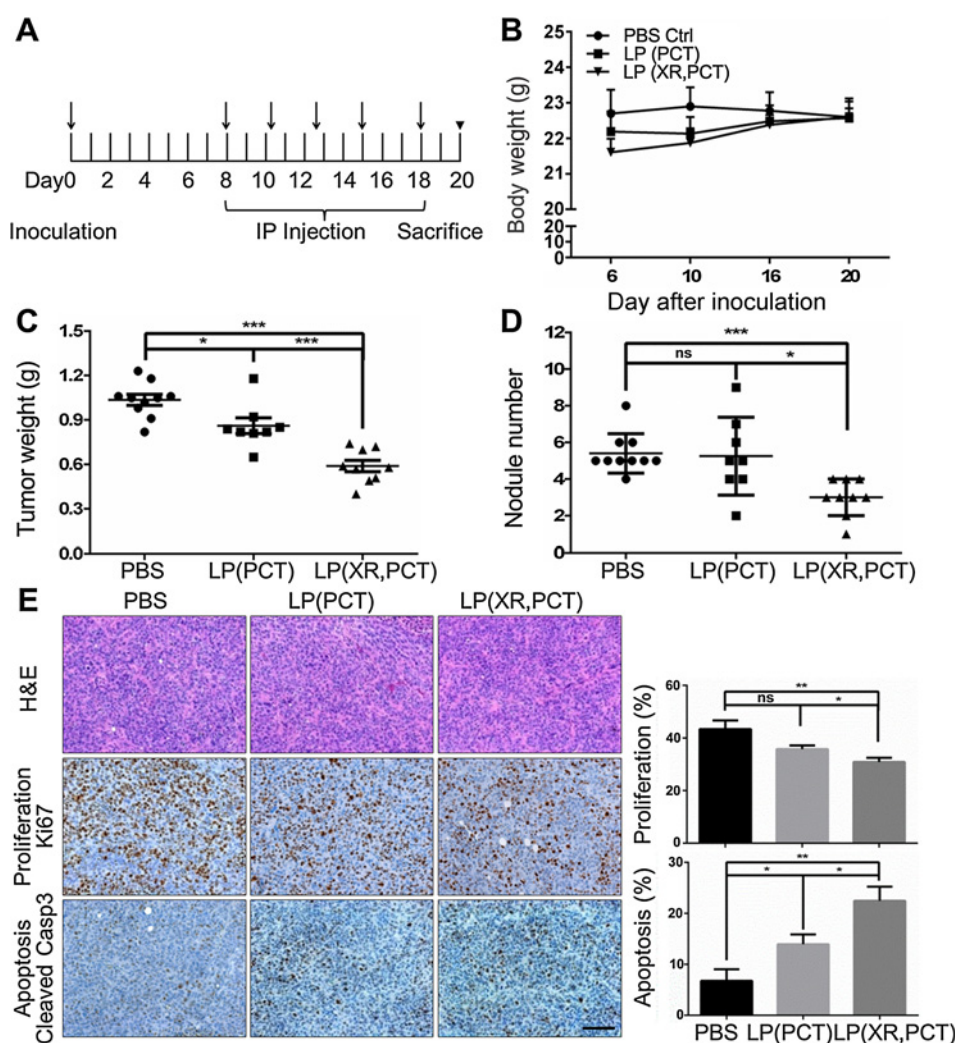 A
Day0 2 4 6 8 10 12 14 16 18 20
Inoculation IP Injection Sacrifice
B
PBS Ctrl
LP (PCT)
LP (XR,PCT)
Body weight (g)
25
24
23
22
21
20
20
10
0
6 10 16 20
Day after inoculation
C
Tumor weight (g)
1.5
1.2
0.9
0.6
0.3
0.0
***
* ***
PBS LP(PCT) LP(XR,PCT)
D
Nodule number
12
10
8
6
4
2
0
***
ns *
PBS LP(PCT) LP(XR,PCT)
E
PBS LP(PCT) LP(XR,PCT)
H&E
Proliferation
Ki67
Apoptosis
Cleaved Casp3
Proliferation (%)
60
40
20
0
**
ns *
Apoptosis (%)
30
20
10
0
**
* *
PBS LP(PCT) LP(XR,PCT)